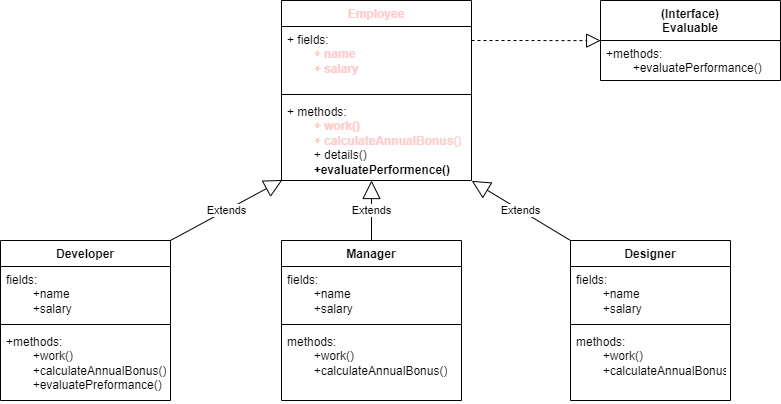 Employee
+ fields:
+ name
+ salary
+ methods:
+ work()
+ calculateAnnualBonus()
+ details()
+evaluatePerformence()
(Interface)
Evaluable
+methods:
+evaluatePerformance()
Extends
Extends
Extends
Developer
fields:
+name
+salary
+methods:
+work()
+calculateAnnualBonus()
+evaluatePreformance()
Manager
fields:
+name
+salary
methods:
+work()
+calculateAnnualBonus()
Designer
fields:
+name
+salary
methods:
+work()
+calculateAnnualBonus